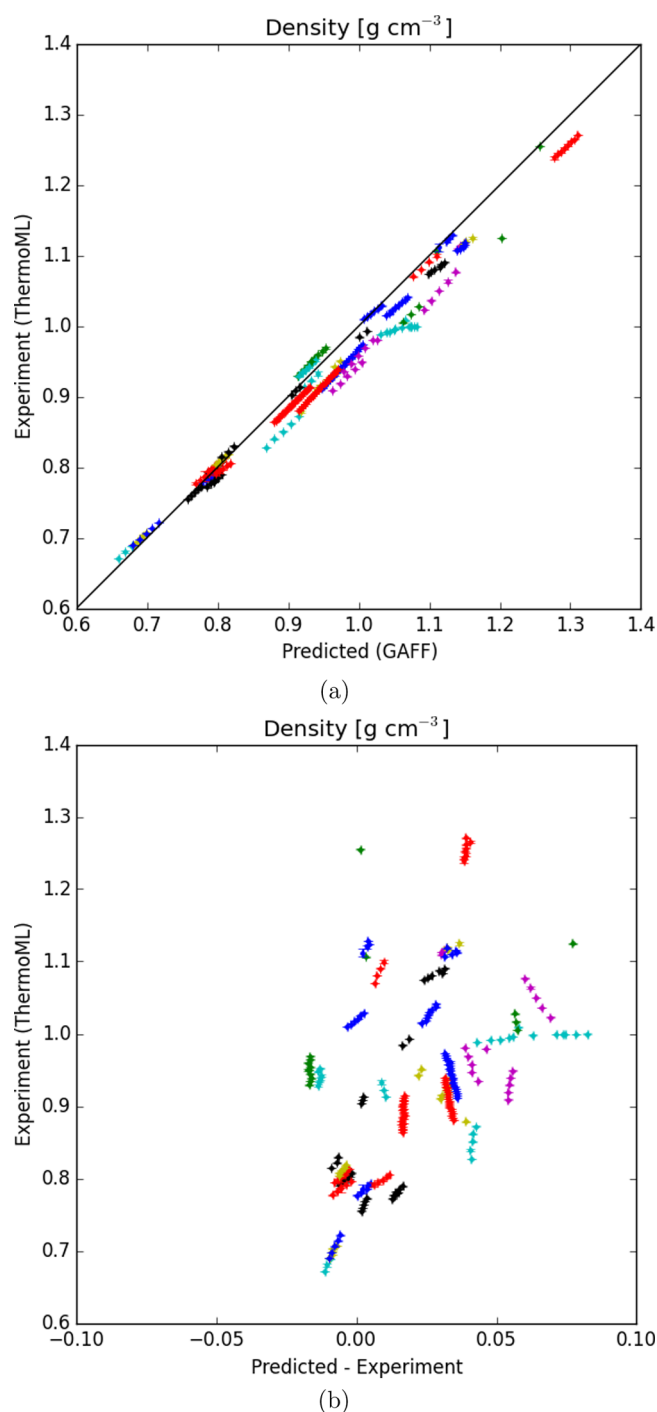 Density [g cm⁻³]
1.4
1.3
1.2
1.1
1.0
0.9
0.8
0.7
0.6
Experiment (ThermoML)
0.6 0.7 0.8 0.9 1.0 1.1 1.2 1.3 1.4
Predicted (GAFF)
(a)
Density [g cm⁻³]
1.4
1.3
1.2
1.1
1.0
0.9
0.8
0.7
0.6
Experiment (ThermoML)
−0.10 −0.05 0.00 0.05 0.10
Predicted - Experiment
(b)